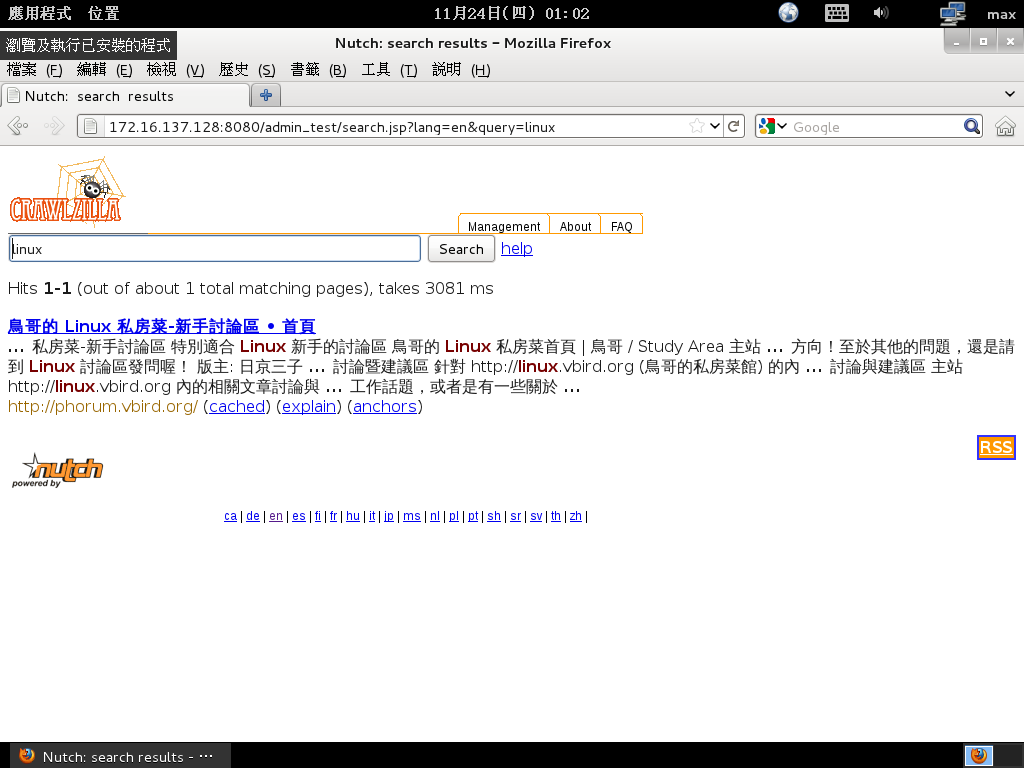 應用程式 位置 11月24日(四) 01:02 max
瀏覽及執行已安裝的程式 Nutch: search results - Mozilla Firefox
檔案 (F) 編輯 (E) 檢視 (V) 歷史 (S) 書籤 (B) 工具 (T) 說明 (H)
Nutch: search results
172.16.137.128:8080/admin_test/search.jsp?lang=en&query=linux Google
CRAWLZILLA
Management About FAQ
linux Search help
Hits 1-1 (out of about 1 total matching pages), takes 3081 ms
鳥哥的 Linux 私房菜-新手討論區 • 首頁
... 私房菜-新手討論區 特別適合 Linux 新手的討論區 鳥哥的 Linux 私房菜首頁 | 鳥哥 / Study Area 主站 ... 方向！至於其他的問題，還是請
到 Linux 討論區發問喔！ 版主: 日京三子 ... 討論暨建議區 針對 http://linux.vbird.org (鳥哥的私房菜館) 的內 ... 討論與建議區 主站
http://linux.vbird.org 內的相關文章討論與 ... 工作話題，或者是有一些關於 ...
http://phorum.vbird.org/ (cached) (explain) (anchors)
RSS
nutch
powered by
ca | de | en | es | fi | fr | hu | it | jp | ms | nl | pl | pt | sh | sr | sv | th | zh |
Nutch: search results - ...